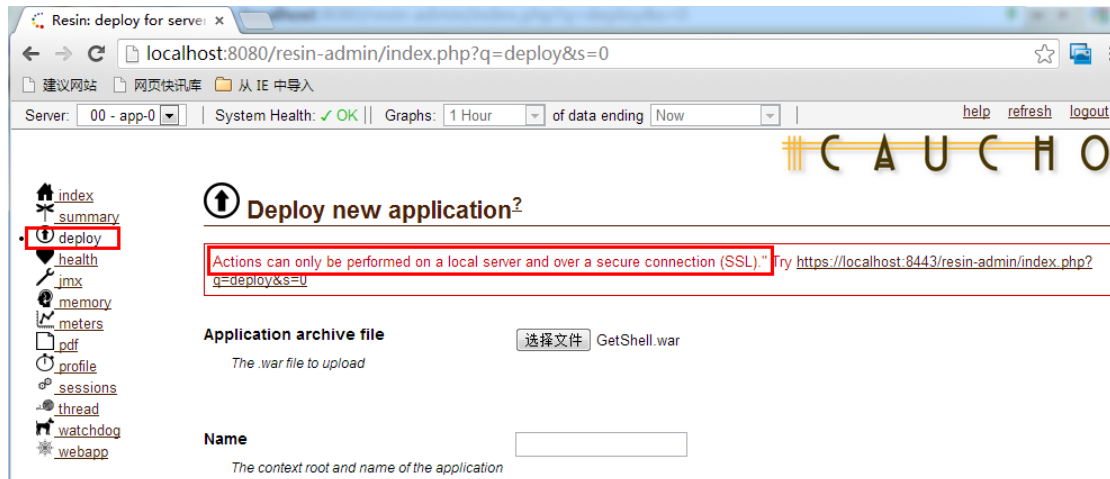 Resin: deploy for server ×
localhost:8080/resin-admin/index.php?q=deploy&s=0
建议网站 网页快讯库 从 IE 中导入
Server: 00 - app-0 | System Health: ✓ OK || Graphs: 1 Hour of data ending Now | help refresh logout
CAUCHO
index
summary
deploy
health
jmx
memory
meters
pdf
profile
sessions
thread
watchdog
webapp
Deploy new application?
Actions can only be performed on a local server and over a secure connection (SSL)." Try https://localhost:8443/resin-admin/index.php?
q=deploy&s=0
Application archive file
选择文件 GetShell.war
The .war file to upload
Name
The context root and name of the application